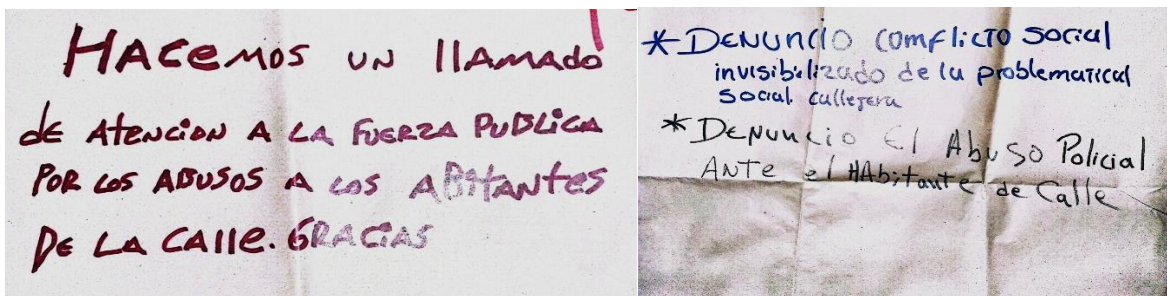 HACEMOS UN llAMADO
DE ATENCION A LA FUERZA PUBLICA
POR LOS ABUSOS A LOS ABITANTES
DE LA CAllE. GRACIAS
* DENUNCIO COMFLICTO SOCIAL
invisibilizado de la problematical
SOCIAL callejera
* DENUNCIO El Abuso Policial
ANTE el HAbitante de Calle